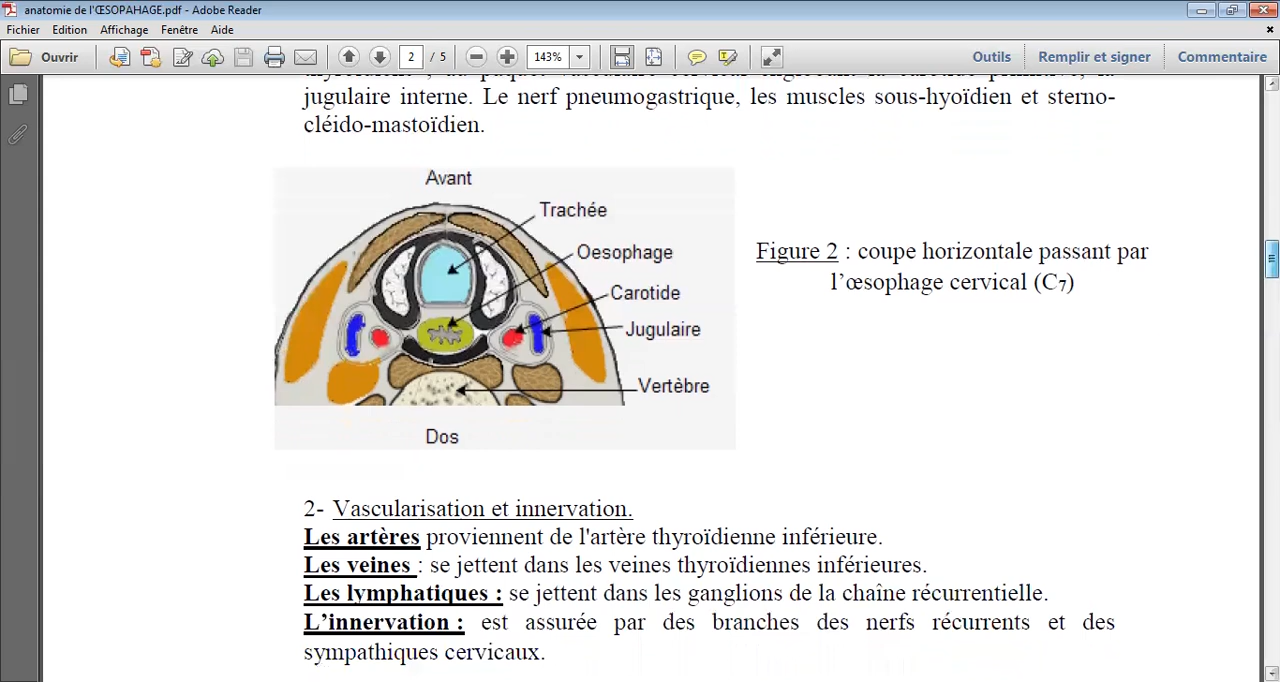 anatomie de l'ŒSOPAHAGE.pdf - Adobe Reader
Fichier Edition Affichage Fenêtre Aide
Ouvrir 2 / 5 143% Outils Remplir et signer Commentaire
jugulaire interne. Le nerf pneumogastrique, les muscles sous-hyoïdien et sterno-
cléido-mastoïdien.
Avant
Trachée
Oesophage
Carotide
Jugulaire
Vertèbre
Dos
Figure 2 : coupe horizontale passant par
l’œsophage cervical (C₇)
2- Vascularisation et innervation.
Les artères proviennent de l'artère thyroïdienne inférieure.
Les veines : se jettent dans les veines thyroïdiennes inférieures.
Les lymphatiques : se jettent dans les ganglions de la chaîne récurrentielle.
L’innervation : est assurée par des branches des nerfs récurrents et des
sympathiques cervicaux.